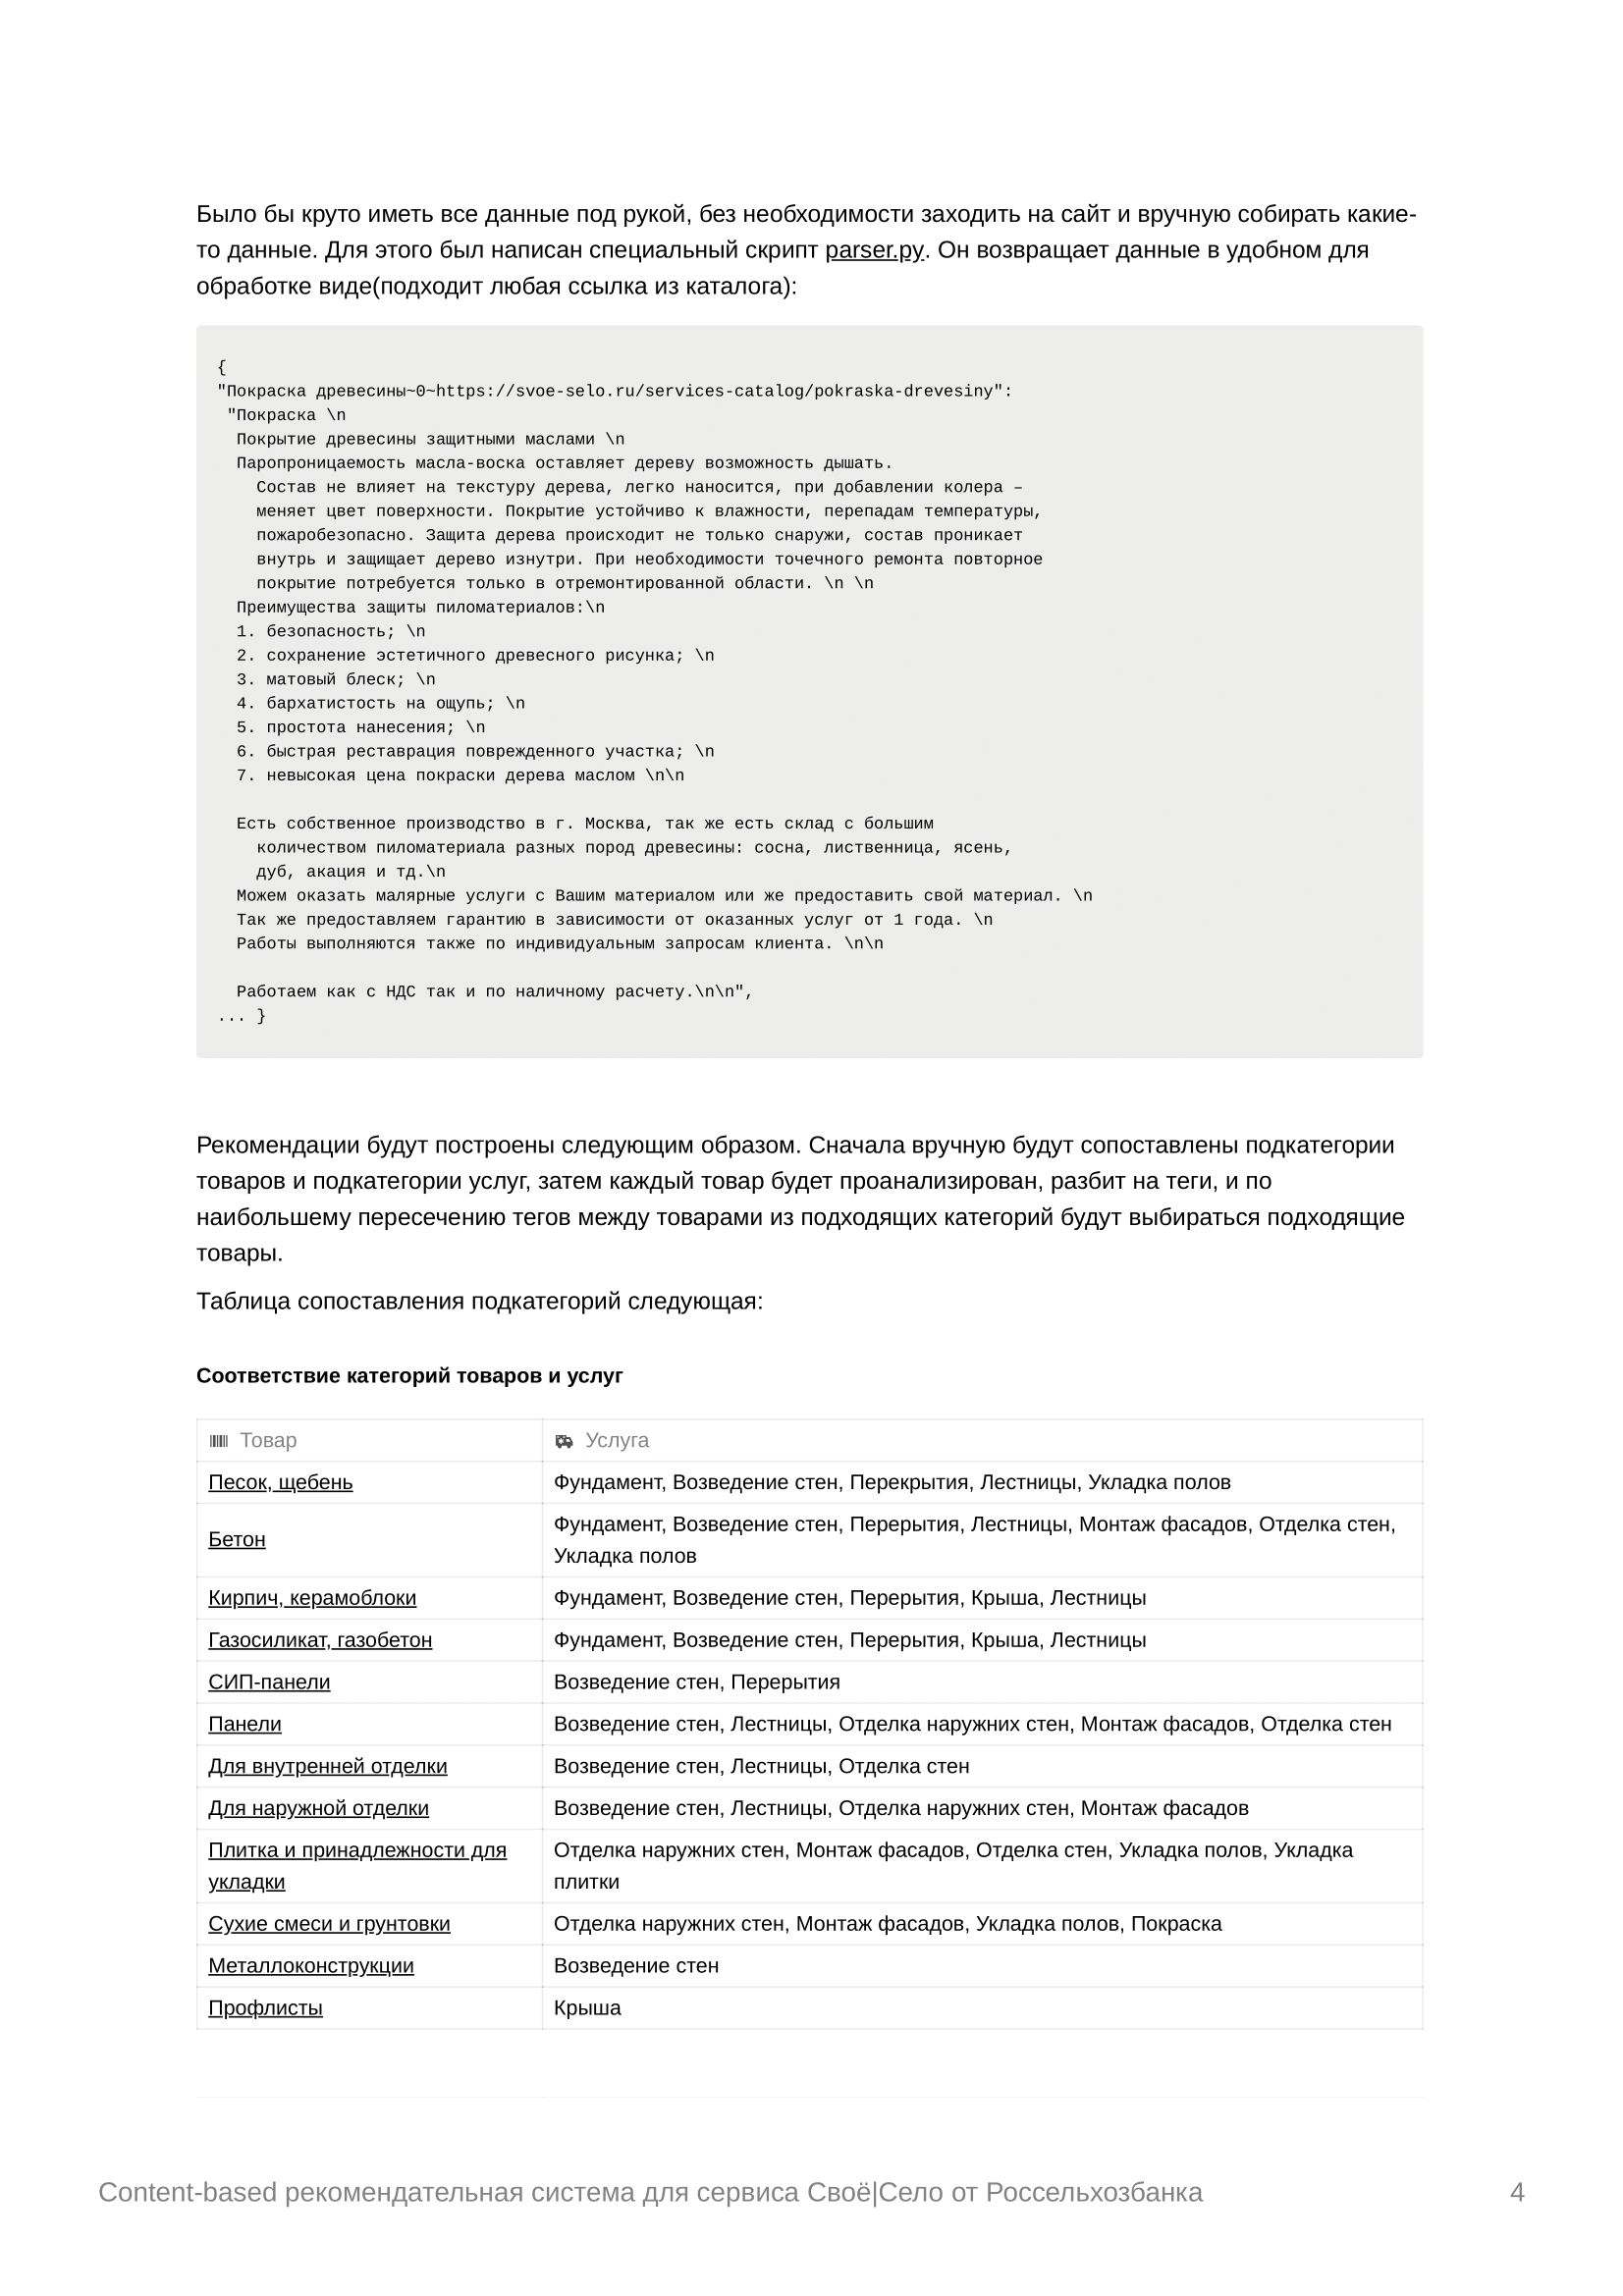 Было бы круто иметь все данные под рукой, без необходимости заходить на сайт и вручную собирать какие-
то данные. Для этого был написан специальный скрипт parser.py. Он возвращает данные в удобном для
обработке виде(подходит любая ссылка из каталога):
{
"Покраска древесины~0~https://svoe-selo.ru/services-catalog/pokraska-drevesiny":
"Покраска \n
Покрытие древесины защитными маслами \n
Паропроницаемость масла-воска оставляет дереву возможность дышать.
Состав не влияет на текстуру дерева, легко наносится, при добавлении колера –
меняет цвет поверхности. Покрытие устойчиво к влажности, перепадам температуры,
пожаробезопасно. Защита дерева происходит не только снаружи, состав проникает
внутрь и защищает дерево изнутри. При необходимости точечного ремонта повторное
покрытие потребуется только в отремонтированной области. \n \n
Преимущества защиты пиломатериалов:\n
1. безопасность; \n
2. сохранение эстетичного древесного рисунка; \n
3. матовый блеск; \n
4. бархатистость на ощупь; \n
5. простота нанесения; \n
6. быстрая реставрация поврежденного участка; \n
7. невысокая цена покраски дерева маслом \n\n
Есть собственное производство в г. Москва, так же есть склад с большим
количеством пиломатериала разных пород древесины: сосна, лиственница, ясень,
дуб, акация и тд.\n
Можем оказать малярные услуги с Вашим материалом или же предоставить свой материал. \n
Так же предоставляем гарантию в зависимости от оказанных услуг от 1 года. \n
Работы выполняются также по индивидуальным запросам клиента. \n\n
Работаем как с НДС так и по наличному расчету.\n\n",
... }
Рекомендации будут построены следующим образом. Сначала вручную будут сопоставлены подкатегории
товаров и подкатегории услуг, затем каждый товар будет проанализирован, разбит на теги, и по
наибольшему пересечению тегов между товарами из подходящих категорий будут выбираться подходящие
товары.
Таблица сопоставления подкатегорий следующая:
Соответствие категорий товаров и услуг
Товар Услуга
Песок, щебень Фундамент, Возведение стен, Перекрытия, Лестницы, Укладка полов
Бетон Фундамент, Возведение стен, Перерытия, Лестницы, Монтаж фасадов, Отделка стен,
Укладка полов
Кирпич, керамоблоки Фундамент, Возведение стен, Перерытия, Крыша, Лестницы
Газосиликат, газобетон Фундамент, Возведение стен, Перерытия, Крыша, Лестницы
СИП-панели Возведение стен, Перерытия
Панели Возведение стен, Лестницы, Отделка наружних стен, Монтаж фасадов, Отделка стен
Для внутренней отделки Возведение стен, Лестницы, Отделка стен
Для наружной отделки Возведение стен, Лестницы, Отделка наружних стен, Монтаж фасадов
Плитка и принадлежности для Отделка наружних стен, Монтаж фасадов, Отделка стен, Укладка полов, Укладка
укладки плитки
Сухие смеси и грунтовки Отделка наружних стен, Монтаж фасадов, Укладка полов, Покраска
Металлоконструкции Возведение стен
Профлисты Крыша
Content-based рекомендательная система для сервиса Своё|Село от Россельхозбанка 4